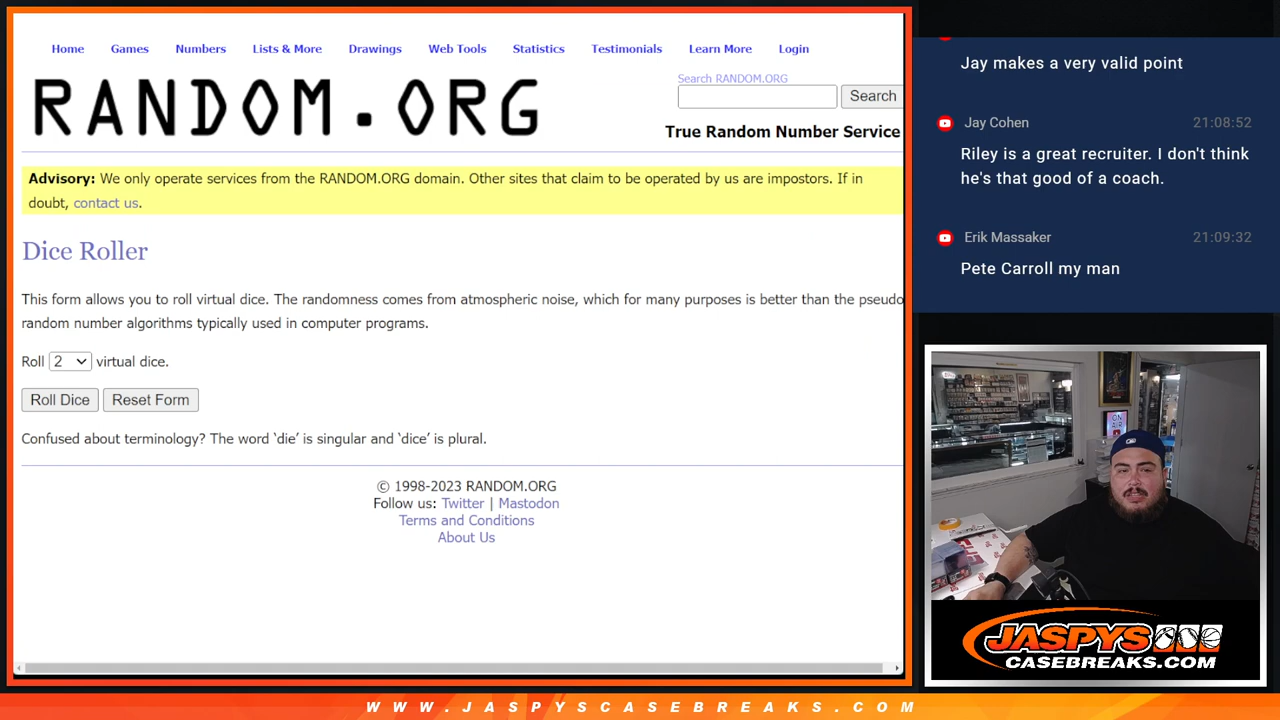 Home Games Numbers Lists & More Drawings Web Tools Statistics Testimonials Learn More Login
RANDOM.ORG
Search RANDOM.ORG
Search
True Random Number Service
Advisory: We only operate services from the RANDOM.ORG domain. Other sites that claim to be operated by us are impostors. If in
doubt, contact us.
Dice Roller
This form allows you to roll virtual dice. The randomness comes from atmospheric noise, which for many purposes is better than the pseudo
random number algorithms typically used in computer programs.
Roll 2 virtual dice.
Roll Dice Reset Form
Confused about terminology? The word ‘die’ is singular and ‘dice’ is plural.
© 1998-2023 RANDOM.ORG
Follow us: Twitter | Mastodon
Terms and Conditions
About Us
Jay makes a very valid point
Jay Cohen 21:08:52
Riley is a great recruiter. I don't think
he's that good of a coach.
Erik Massaker 21:09:32
Pete Carroll my man
ON
AIR
JASPYS
CASEBREAKS.COM
WWW.JASPYSCASEBREAKS.COM